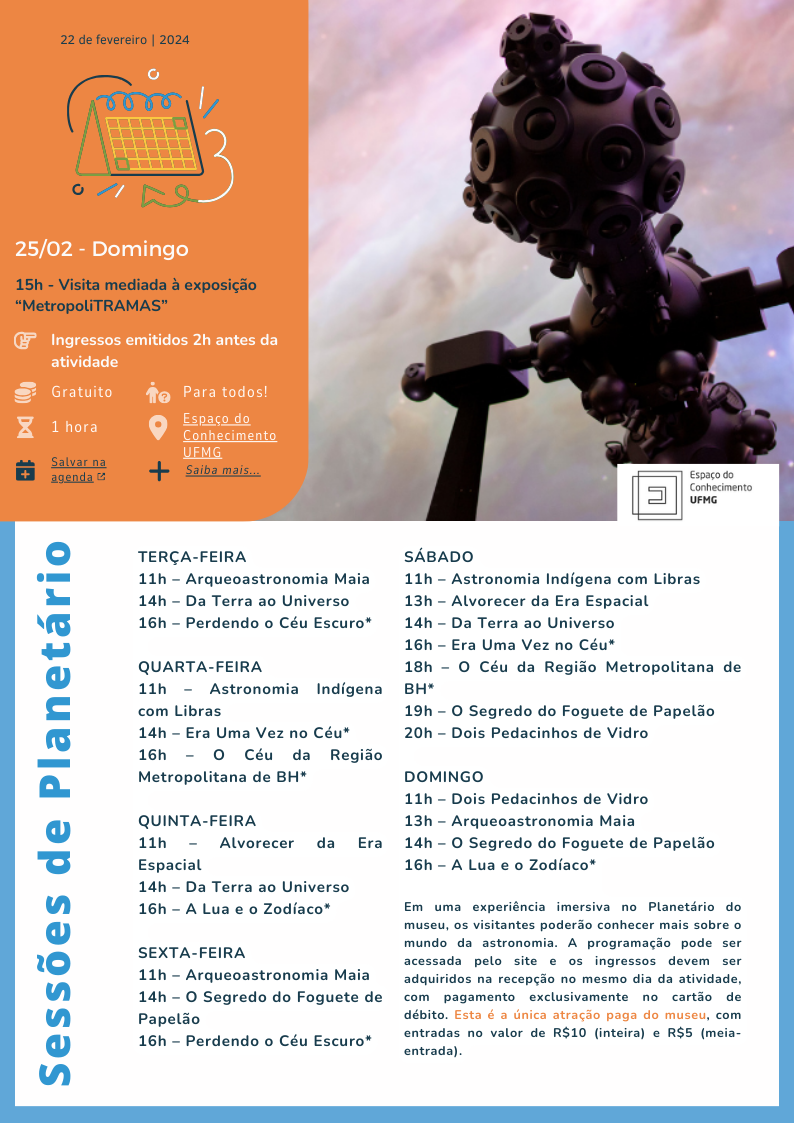 22 de fevereiro | 2024
25/02 - Domingo
15h - Visita mediada à exposição
“MetropoliTRAMAS”
Ingressos emitidos 2h antes da
atividade
Gratuito
Para todos!
1 hora
Espaço do
Conhecimento
UFMG
Salvar na
agenda
Saiba mais...
Espaço do
Conhecimento
UFMG
Sessões de Planetário
TERÇA-FEIRA
11h – Arqueoastronomia Maia
14h – Da Terra ao Universo
16h – Perdendo o Céu Escuro*
QUARTA-FEIRA
11h – Astronomia Indígena
com Libras
14h – Era Uma Vez no Céu*
16h – O Céu da Região
Metropolitana de BH*
QUINTA-FEIRA
11h – Alvorecer da Era
Espacial
14h – Da Terra ao Universo
16h – A Lua e o Zodíaco*
SEXTA-FEIRA
11h – Arqueoastronomia Maia
14h – O Segredo do Foguete de
Papelão
16h – Perdendo o Céu Escuro*
SÁBADO
11h – Astronomia Indígena com Libras
13h – Alvorecer da Era Espacial
14h – Da Terra ao Universo
16h – Era Uma Vez no Céu*
18h – O Céu da Região Metropolitana de
BH*
19h – O Segredo do Foguete de Papelão
20h – Dois Pedacinhos de Vidro
DOMINGO
11h – Dois Pedacinhos de Vidro
13h – Arqueoastronomia Maia
14h – O Segredo do Foguete de Papelão
16h – A Lua e o Zodíaco*
Em uma experiência imersiva no Planetário do
museu, os visitantes poderão conhecer mais sobre o
mundo da astronomia. A programação pode ser
acessada pelo site e os ingressos devem ser
adquiridos na recepção no mesmo dia da atividade,
com pagamento exclusivamente no cartão de
débito. Esta é a única atração paga do museu, com
entradas no valor de R$10 (inteira) e R$5 (meia-
entrada).